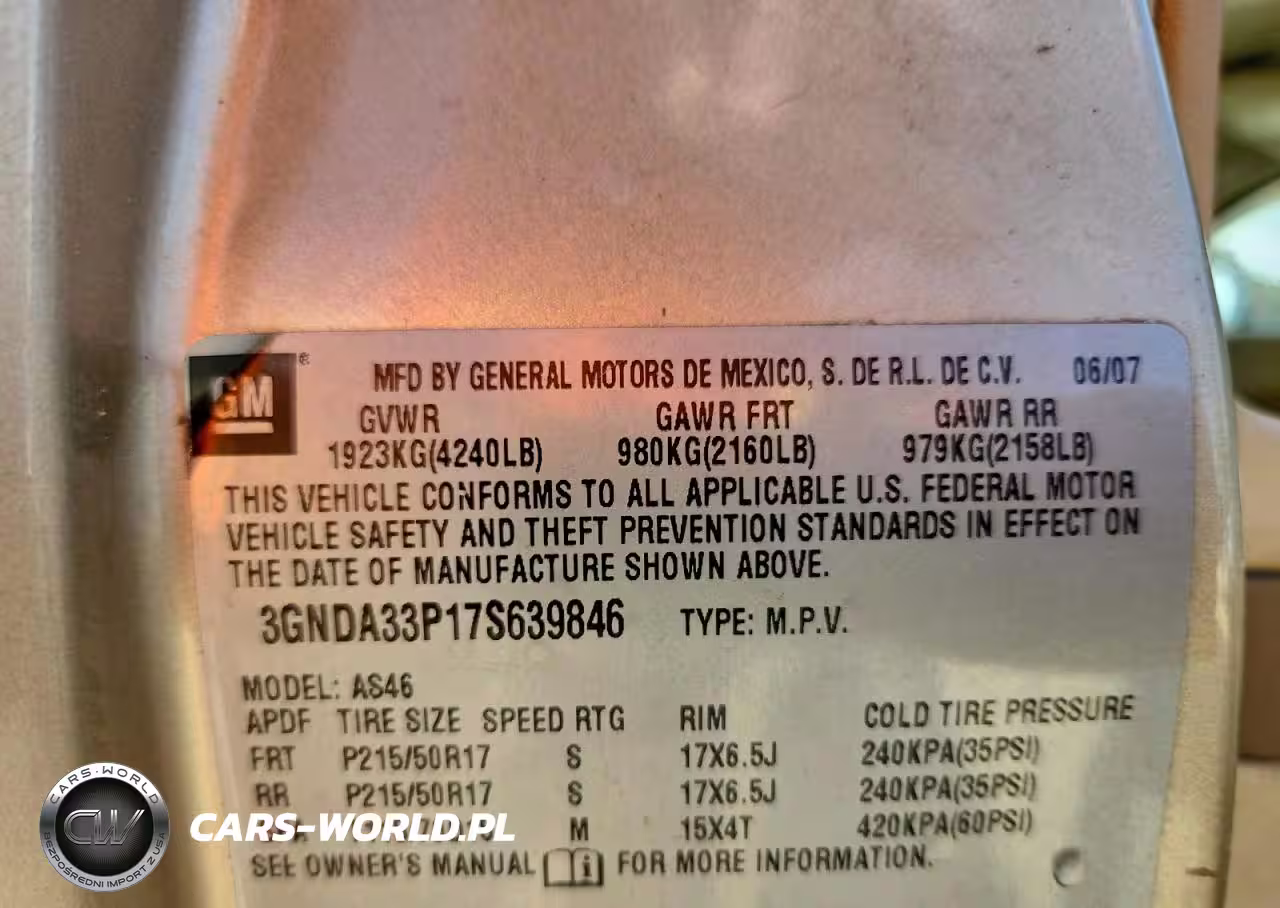 GM ®
MFD BY GENERAL MOTORS DE MEXICO, S. DE R.L. DE C.V. 06/07
GVWR GAWR FRT GAWR RR
1923KG(4240LB) 980KG(2160LB) 979KG(2158LB)
THIS VEHICLE CONFORMS TO ALL APPLICABLE U.S. FEDERAL MOTOR
VEHICLE SAFETY AND THEFT PREVENTION STANDARDS IN EFFECT ON
THE DATE OF MANUFACTURE SHOWN ABOVE.
3GNDA33P17S639846 TYPE: M.P.V.
MODEL: AS46
APDF TIRE SIZE SPEED RTG RIM COLD TIRE PRESSURE
FRT P215/50R17 S 17X6.5J 240KPA(35PSI)
RR P215/50R17 S 17X6.5J 240KPA(35PSI)
M 15X4T 420KPA(60PSI)
SEE OWNER'S MANUAL i FOR MORE INFORMATION.
CARS-WORLD
CW
BEZPOŚREDNI IMPORT Z USA
CARS-WORLD.PL